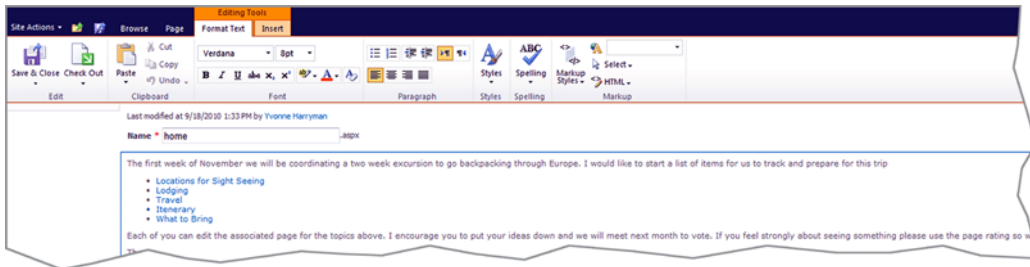 Editing Tools
Site Actions Browse Page Format Text Insert
Save & Close Check Out Paste Cut Copy Undo Verdana 8pt Styles ABC Spelling Markup Styles Select HTML
B I U abc x, x² A
Edit Clipboard Font Paragraph Styles Spelling Markup
Last modified at 9/18/2010 1:33 PM by Yvonne Harryman
Name * home .aspx
The first week of November we will be coordinating a two week excursion to go backpacking through Europe. I would like to start a list of items for us to track and prepare for this trip
• Locations for Sight Seeing
• Lodging
• Travel
• Itenerary
• What to Bring
Each of you can edit the associated page for the topics above. I encourage you to put your ideas down and we will meet next month to vote. If you feel strongly about seeing something please use the page rating so